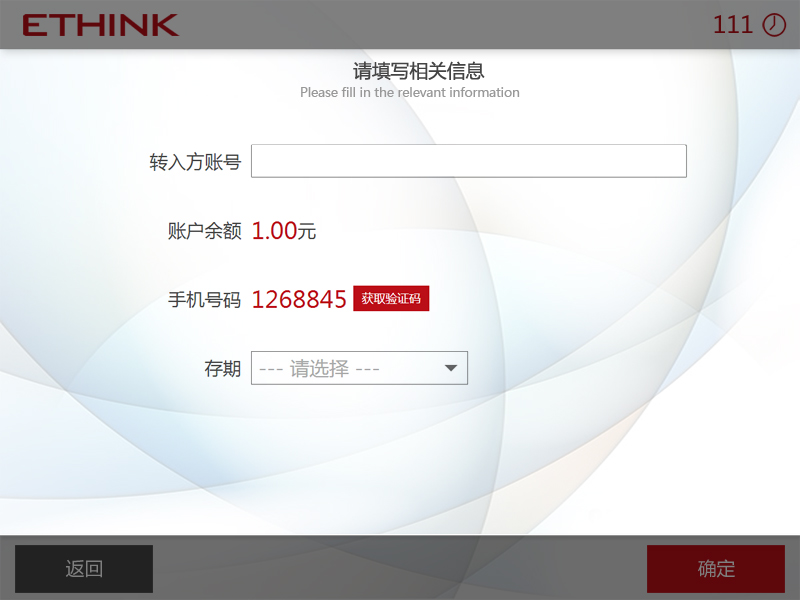 ETHINK
111
请填写相关信息
Please fill in the relevant information
转入方账号
账户余额 1.00元
手机号码 1268845 获取验证码
存期 --- 请选择 ---
返回
确定